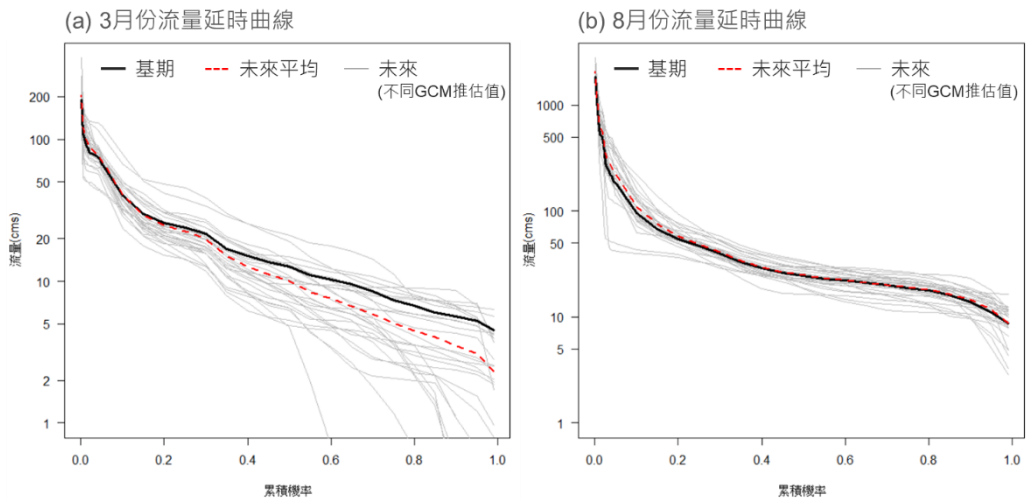 (a) 3月份流量延時曲線
基期
未來平均
未來
(不同GCM推估值)
200
100
50
20
10
5
2
1
流量(cms)
0.0
0.2
0.4
0.6
0.8
1.0
累積機率
(b) 8月份流量延時曲線
基期
未來平均
未來
(不同GCM推估值)
1000
500
100
50
10
5
1
流量(cms)
0.0
0.2
0.4
0.6
0.8
1.0
累積機率